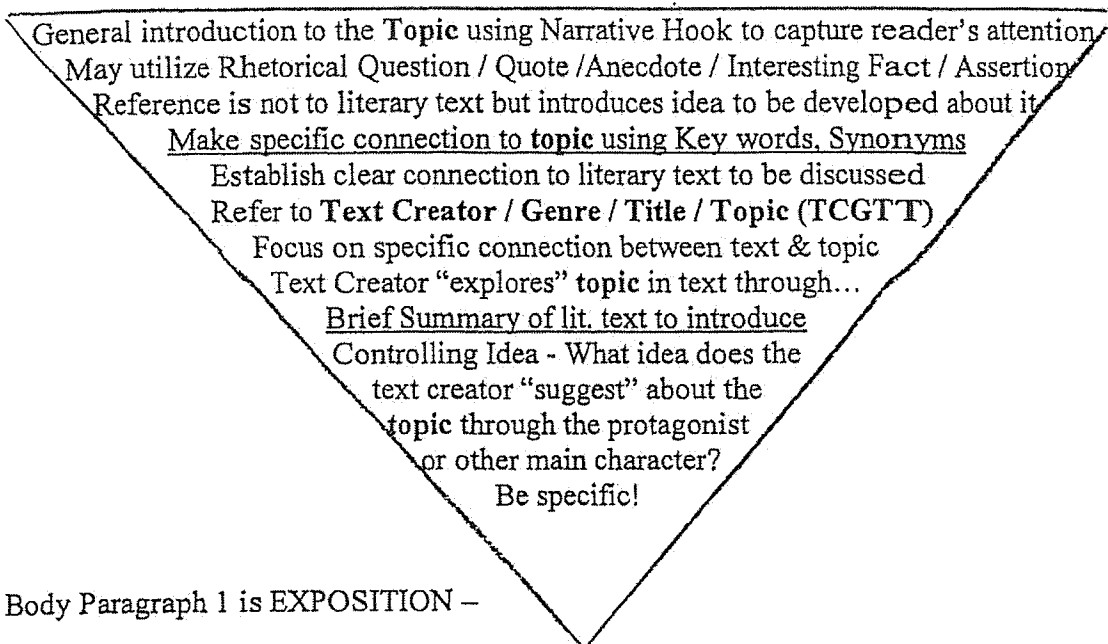 General introduction to the Topic using Narrative Hook to capture reader's attention
May utilize Rhetorical Question / Quote /Anecdote / Interesting Fact / Assertion
Reference is not to literary text but introduces idea to be developed about it
Make specific connection to topic using Key words, Synonyms
Establish clear connection to literary text to be discussed
Refer to Text Creator / Genre / Title / Topic (TCGTT)
Focus on specific connection between text & topic
Text Creator “explores” topic in text through…
Brief Summary of lit. text to introduce
Controlling Idea - What idea does the
text creator “suggest” about the
topic through the protagonist
or other main character?
Be specific!
Body Paragraph 1 is EXPOSITION –